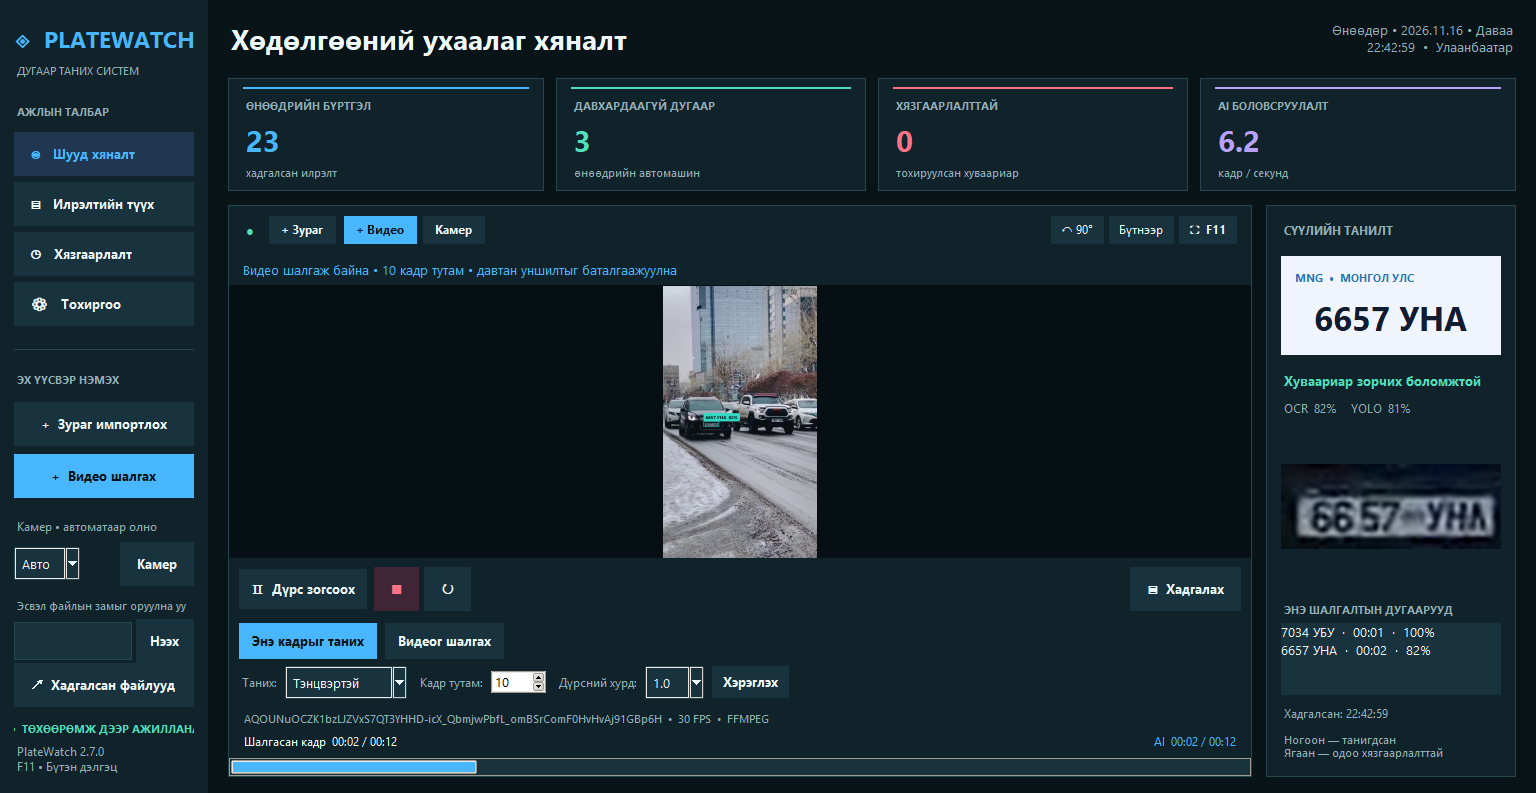 ◈ PLATEWATCH
ДУГААР ТАНИХ СИСТЕМ
АЖЛЫН ТАЛБАР
Шууд хяналт
Илрэлтийн түүх
Хязгаарлалт
Тохиргоо
ЭХ ҮҮСВЭР НЭМЭХ
+ Зураг импортлох
+ Видео шалгах
Камер • автоматаар олно
Авто
Камер
Эсвэл файлын замыг оруулна уу
Нээх
↗ Хадгалсан файлууд
ТӨХӨӨРӨМЖ ДЭЭР АЖИЛЛАНА
PlateWatch 2.7.0
F11 • Бүтэн дэлгэц
Хөдөлгөөний ухаалаг хяналт
Өнөөдөр • 2026.11.16 • Даваа
22:42:59 • Улаанбаатар
ӨНӨӨДРИЙН БҮРТГЭЛ
23
хадгалсан илрэлт
ДАВХАРДААГҮЙ ДУГААР
3
өнөөдрийн автомашин
ХЯЗГААРЛАЛТТАЙ
0
тохируулсан хуваариар
AI БОЛОВСРУУЛАЛТ
6.2
кадр / секунд
● + Зураг + Видео Камер ⤺ 90° Бүтнээр ⛶ F11
Видео шалгаж байна • 10 кадр тутам • давтан уншилтыг баталгаажуулна
6657 УНА 82%
Дүрс зогсоох
Хадгалах
Энэ кадрыг таних Видеог шалгах
Таних: Тэнцвэртэй Кадр тутам: 10 Дүрсний хурд: 1.0 Хэрэглэх
AQOUNuOCZK1bzLJZVxS7QT3YHHD-icX_QbmjwPbfL_omBSrComF0HvHvAj91GBp6H • 30 FPS • FFMPEG
Шалгасан кадр 00:02 / 00:12
AI 00:02 / 00:12
СҮҮЛИЙН ТАНИЛТ
MNG • МОНГОЛ УЛС
6657 УНА
Хуваариар зорчих боломжтой
OCR 82% YOLO 81%
6657 УНА
ЭНЭ ШАЛГАЛТЫН ДУГААРУУД
7034 УБУ · 00:01 · 100%
6657 УНА · 00:02 · 82%
Хадгалсан: 22:42:59
Ногоон — танигдсан
Ягаан — одоо хязгаарлалттай